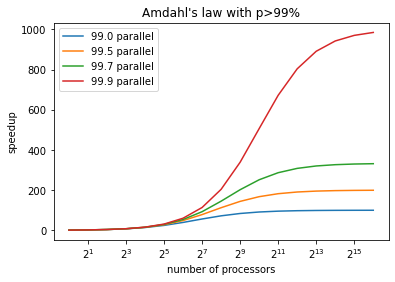 Amdahl's law with p>99%
99.0 parallel
99.5 parallel
99.7 parallel
99.9 parallel
speedup
1000
800
600
400
200
0
2^1 2^3 2^5 2^7 2^9 2^11 2^13 2^15
number of processors